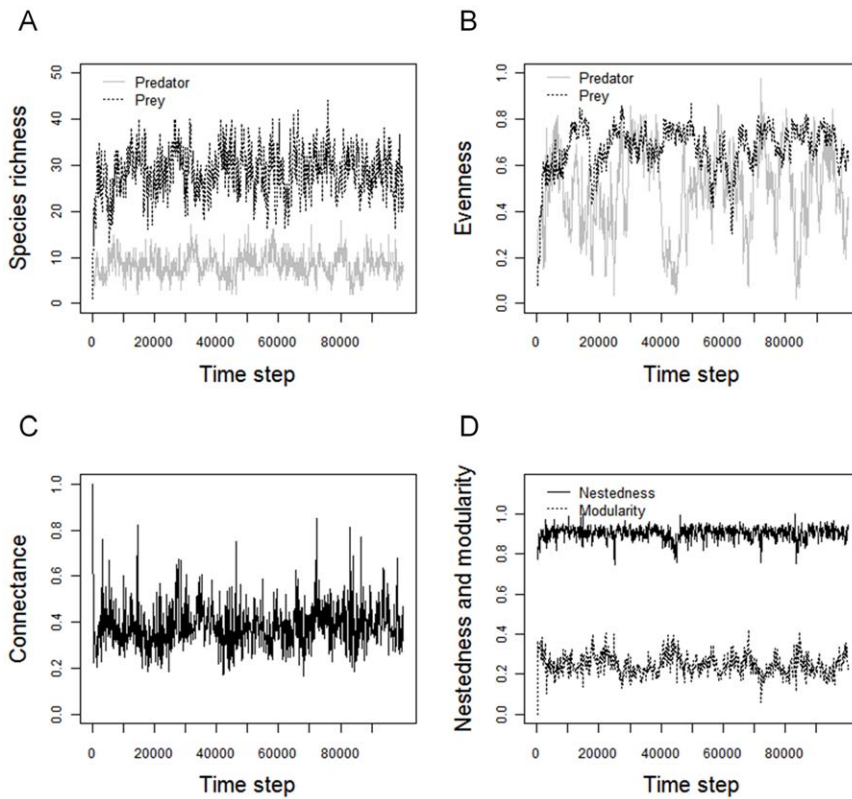 A
Species richness
0 10 20 30 40 50
Predator
Prey
0 20000 40000 60000 80000
Time step
B
Evenness
0.0 0.2 0.4 0.6 0.8 1.0
Predator
Prey
0 20000 40000 60000 80000
Time step
C
Connectance
0.0 0.2 0.4 0.6 0.8 1.0
0 20000 40000 60000 80000
Time step
D
Nestedness and modularity
0.0 0.2 0.4 0.6 0.8 1.0
Nestedness
Modularity
0 20000 40000 60000 80000
Time step